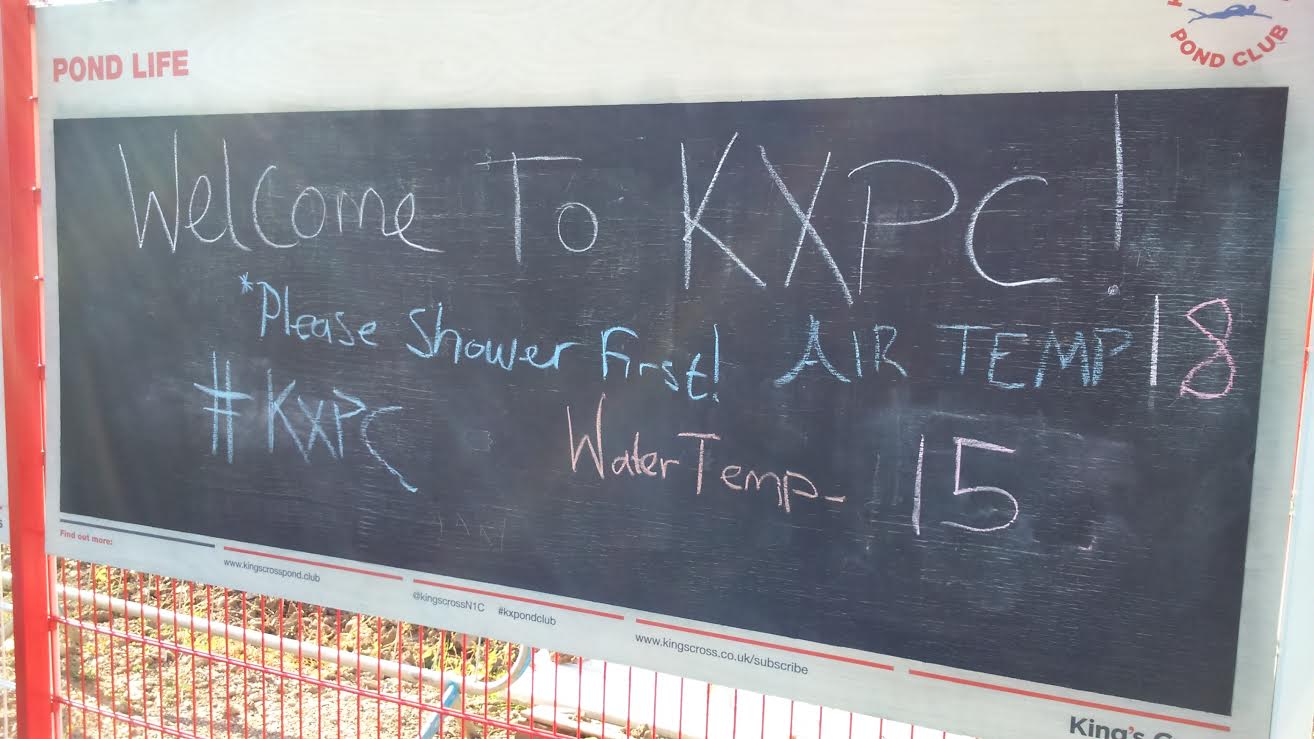 POND LIFE
POND CLUB
Welcome To KXPC!
*Please Shower First! AIR TEMP 18
#KXPC
Water Temp- 15
Find out more:
www.kingscrosspond.club
@kingscrossN1C #kxpondclub
www.kingscross.co.uk/subscribe
King's